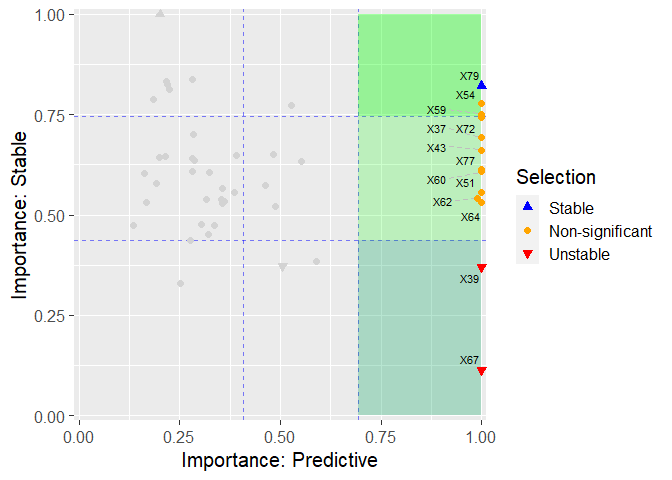 1.00
0.75
0.50
0.25
0.00
Importance: Stable
0.00 0.25 0.50 0.75 1.00
Importance: Predictive
X79
X54
X59
X37 X72
X43
X77
X60 X51
X62
X64
X39
X67
Selection
Stable
Non-significant
Unstable